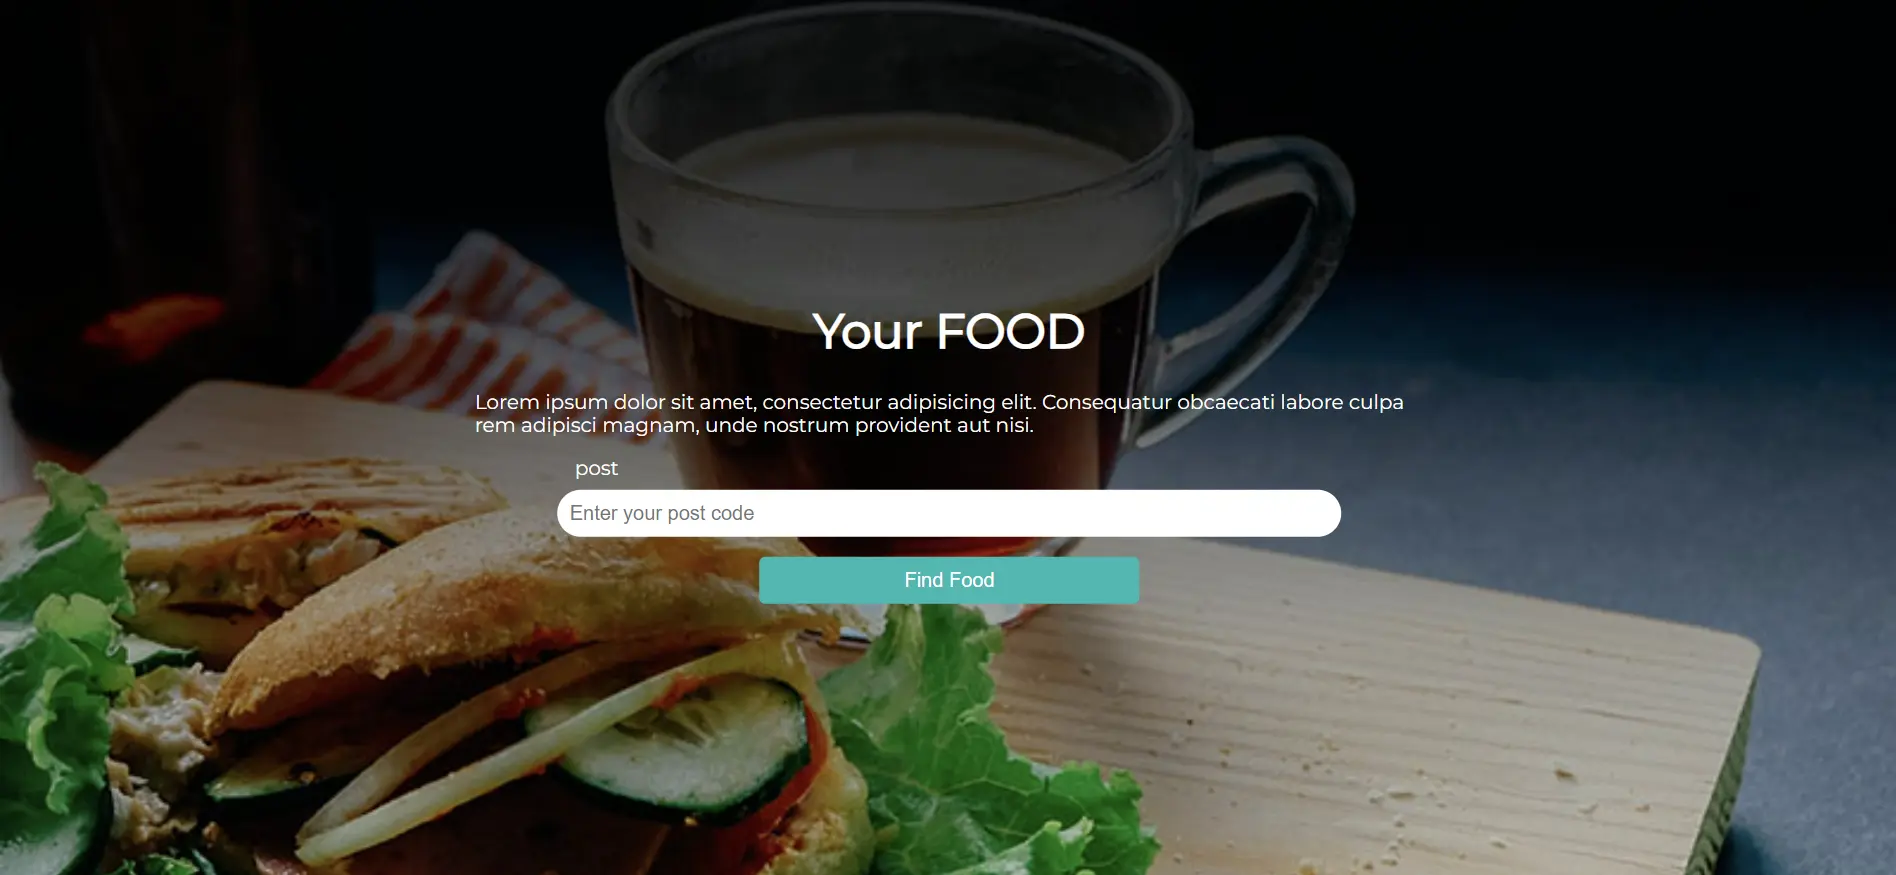 Your FOOD
Lorem ipsum dolor sit amet, consectetur adipisicing elit. Consequatur obcaecati labore culpa
rem adipisci magnam, unde nostrum provident aut nisi.
post
Enter your post code
Find Food